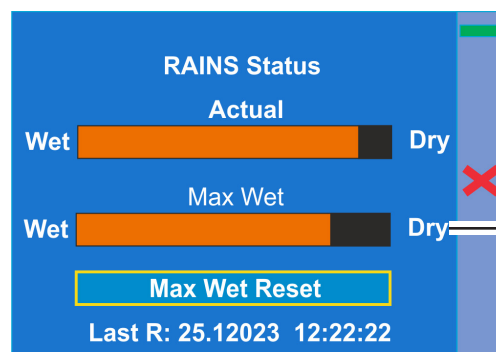 RAINS Status
Actual
Wet Dry
Max Wet
Wet Dry
Max Wet Reset
Last R: 25.12023 12:22:22